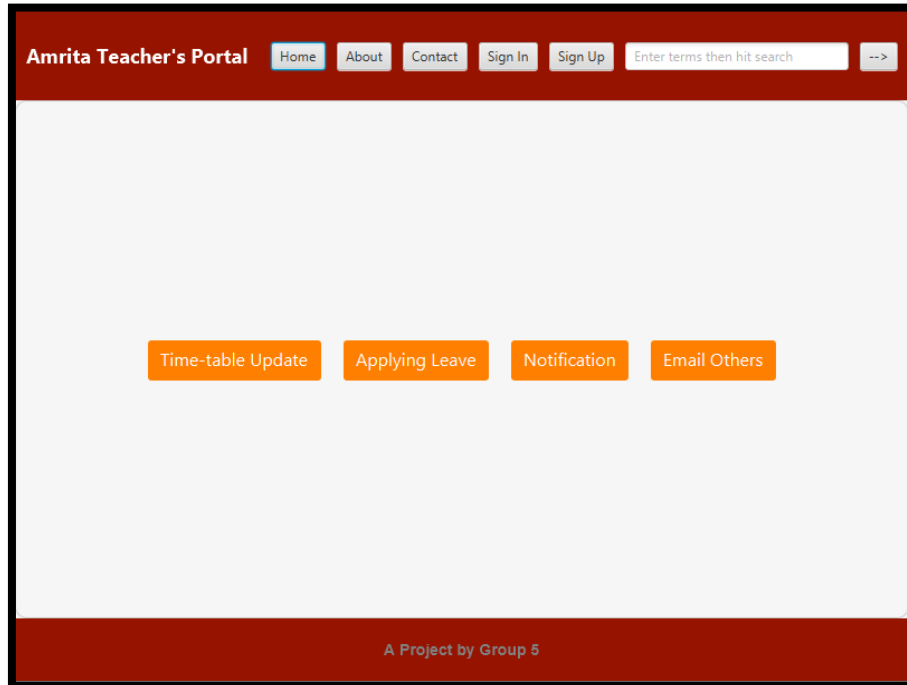 Amrita Teacher's Portal Home About Contact Sign In Sign Up Enter terms then hit search -->
Time-table Update Applying Leave Notification Email Others
A Project by Group 5